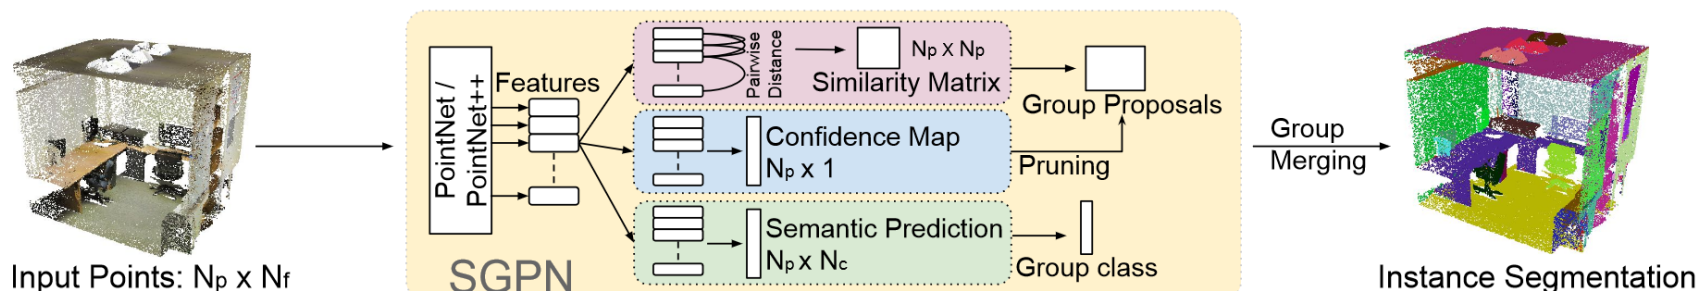 Input Points: Np x Nf
PointNet /
PointNet++
Features
SGPN
Pairwise
Distance
Np x Np
Similarity Matrix
Confidence Map
Np x 1
Semantic Prediction
Np x Nc
Group Proposals
Pruning
Group class
Group
Merging
Instance Segmentation